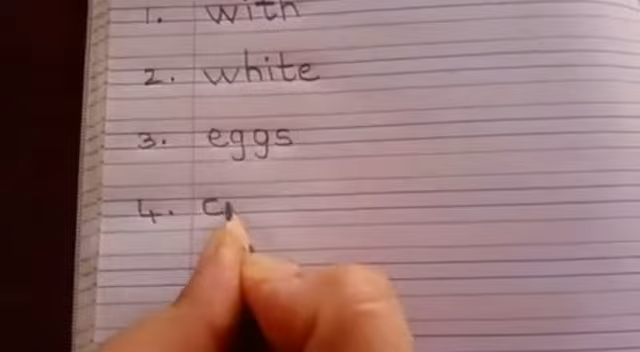 1. with
2. white
3. eggs
4. c